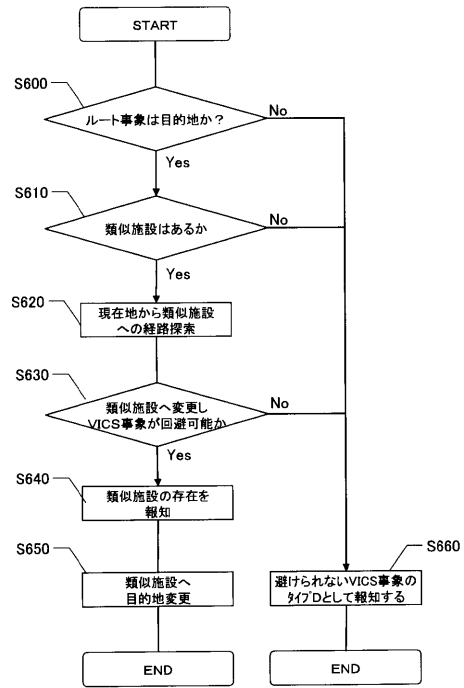 START
S600
ルート事象は目的地か？
No
Yes
S610
類似施設はあるか
No
Yes
S620
現在地から類似施設
への経路探索
S630
類似施設へ変更し
VICS事象が回避可能か
No
Yes
S640
類似施設の存在を
報知
S650
類似施設へ
目的地変更
S660
避けられないVICS事象の
タイプDとして報知する
END
END